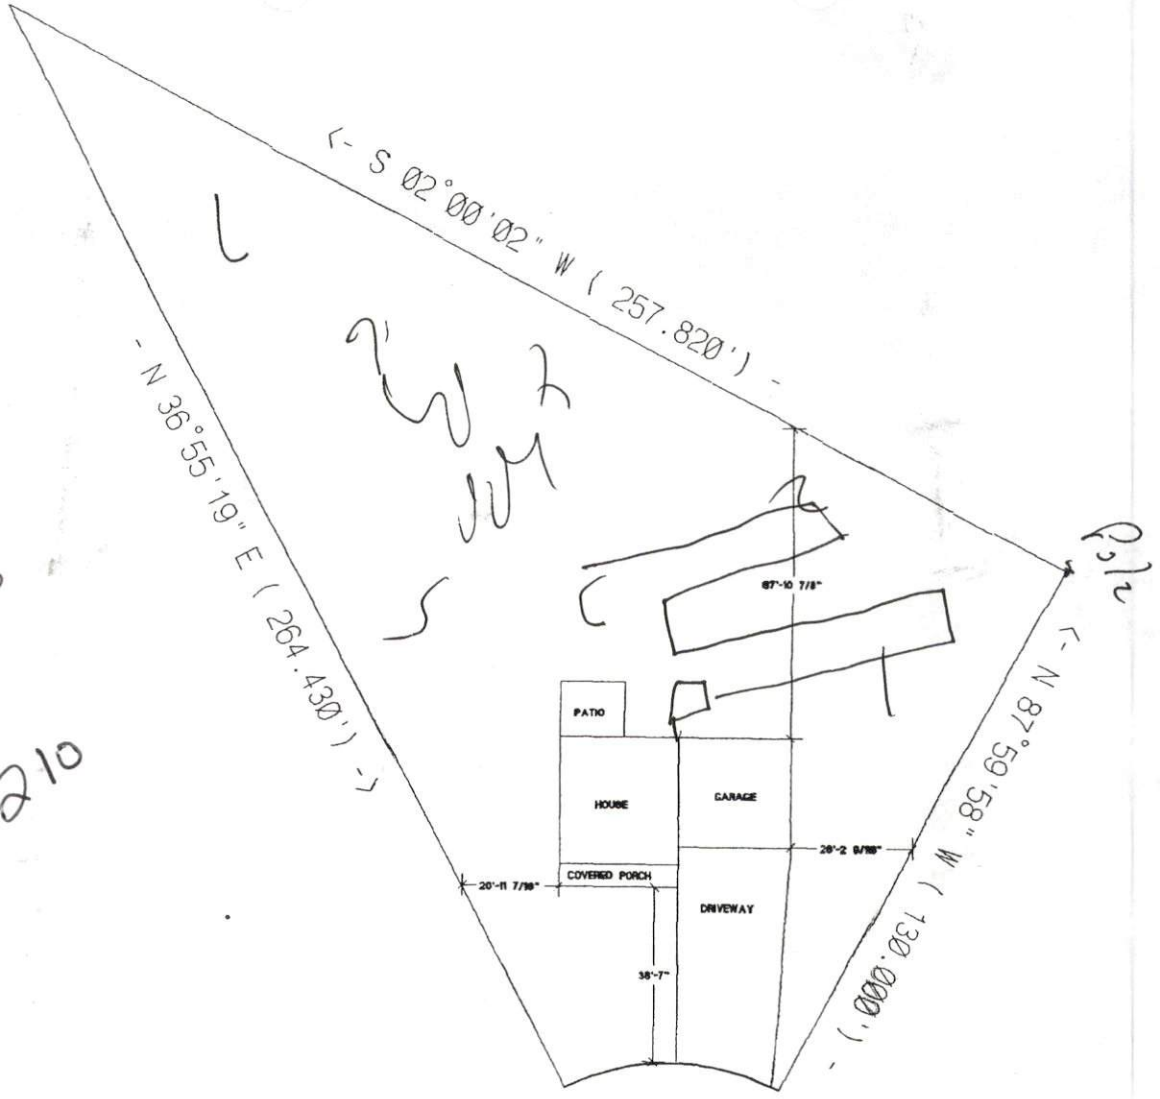 <- S 02°00'02" W ( 257.820' ) -
- N 36°55'19" E ( 264.430' ) ->
Pole
87'-10 7/8"
<- N 87°59'58" W ( 130.000' ) -
PATIO
210
HOUSE
GARAGE
COVERED PORCH
20'-11 7/16"
26'-2 9/16"
DRIVEWAY
38'-7"